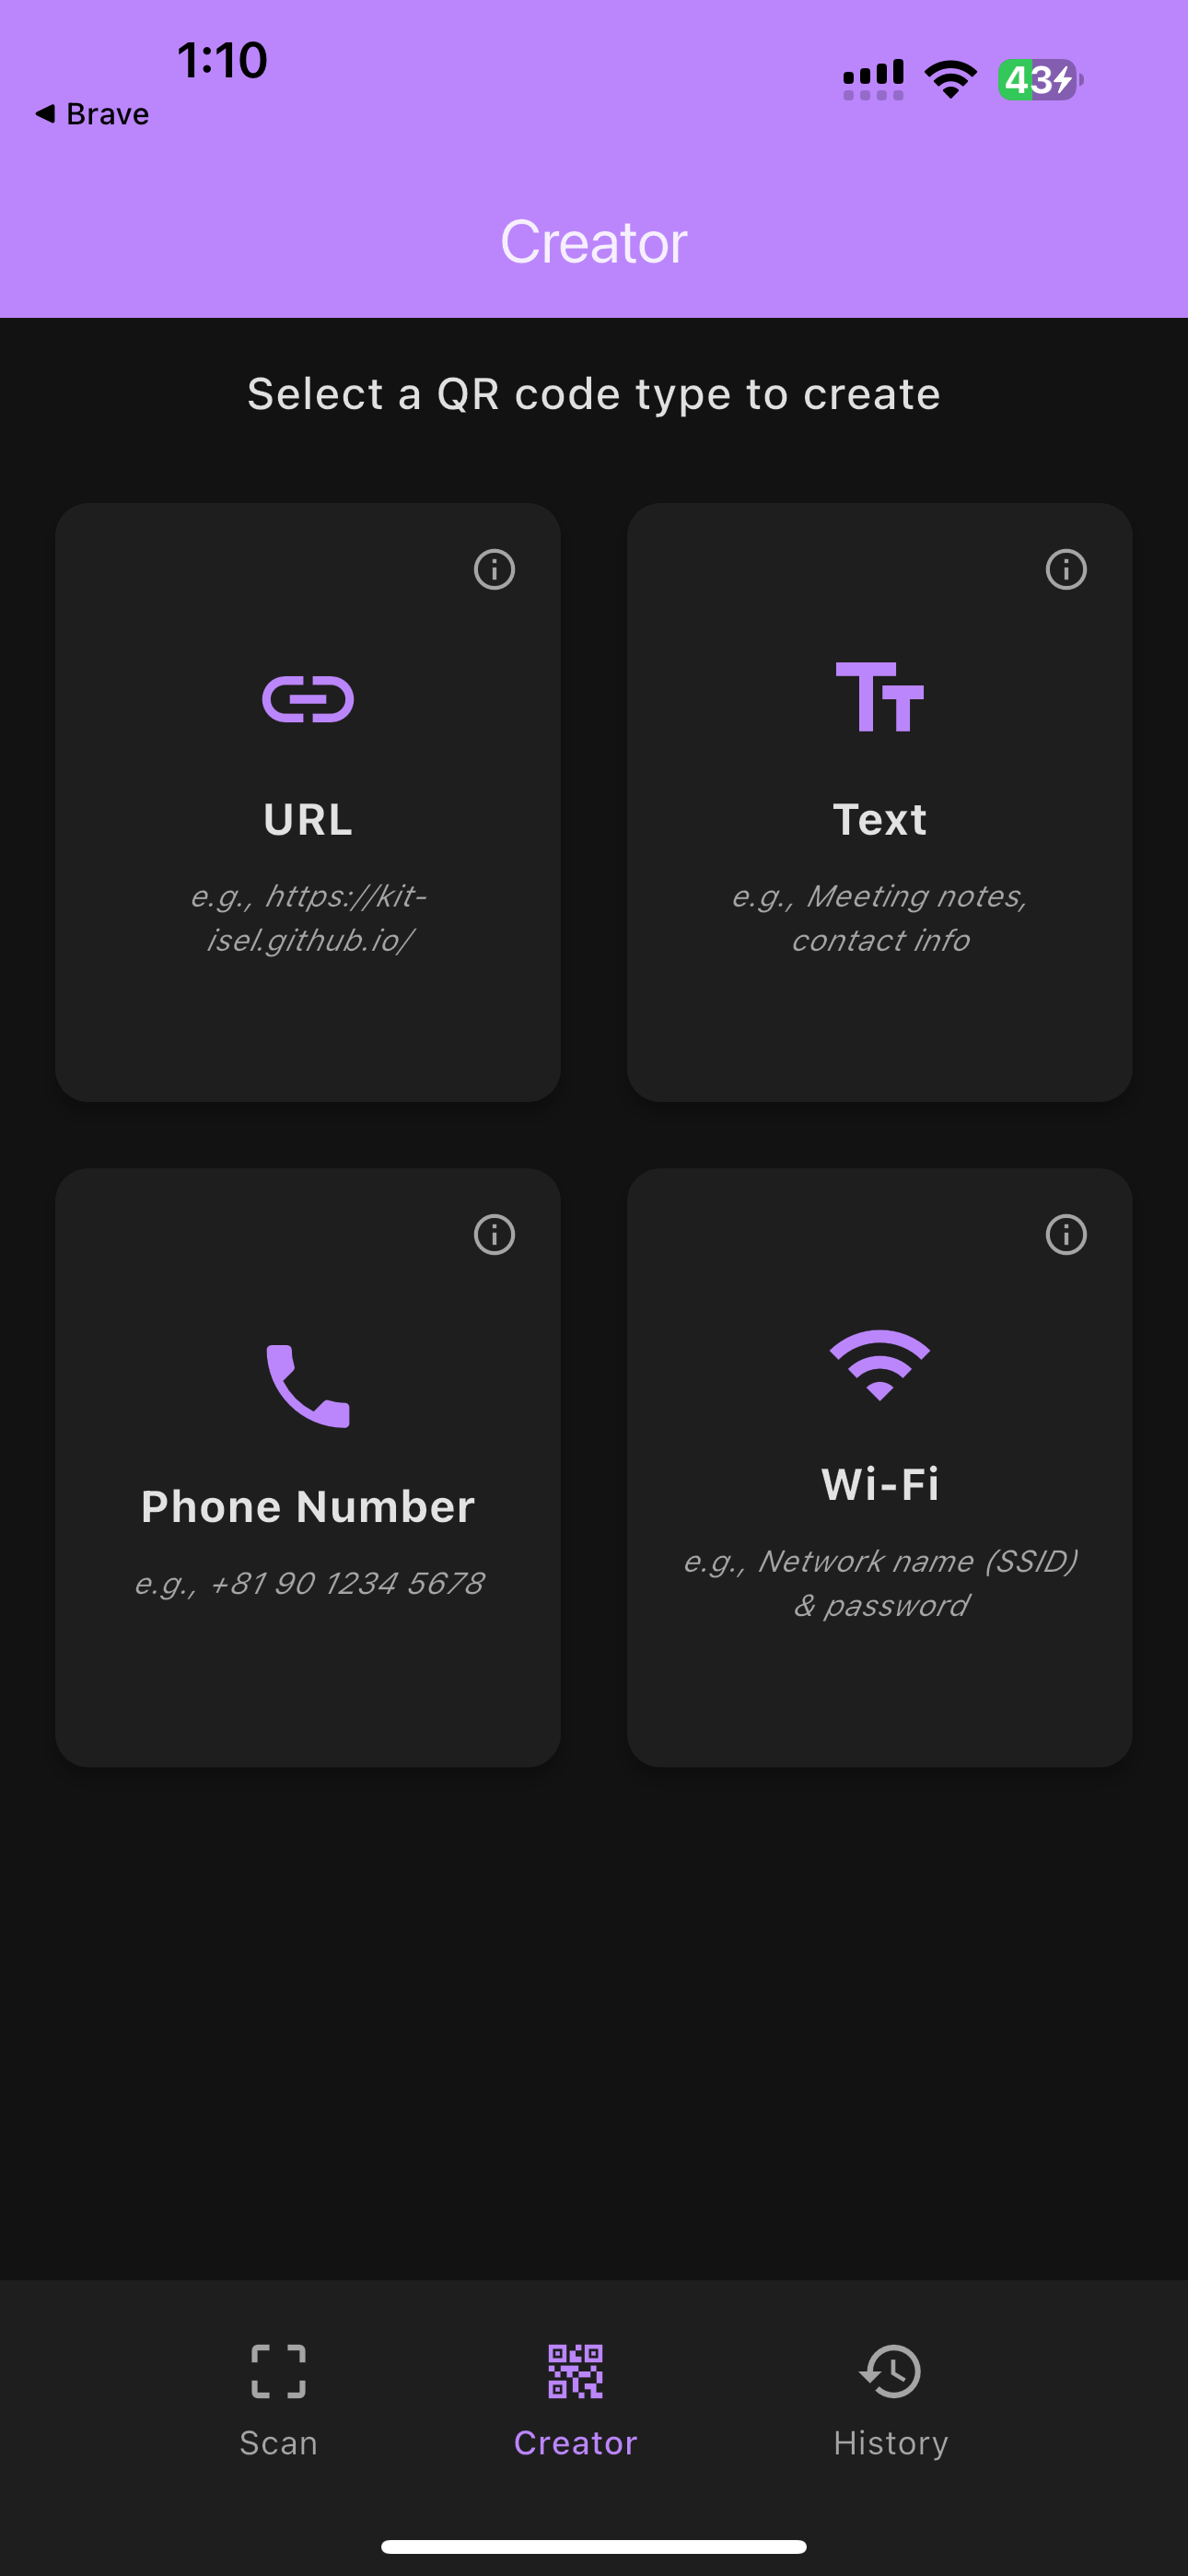 1:10
43
◀ Brave
Creator
Select a QR code type to create
URL
e.g., https://kit-
isel.github.io/
Text
e.g., Meeting notes,
contact info
Phone Number
e.g., +81 90 1234 5678
Wi-Fi
e.g., Network name (SSID)
& password
Scan
Creator
History